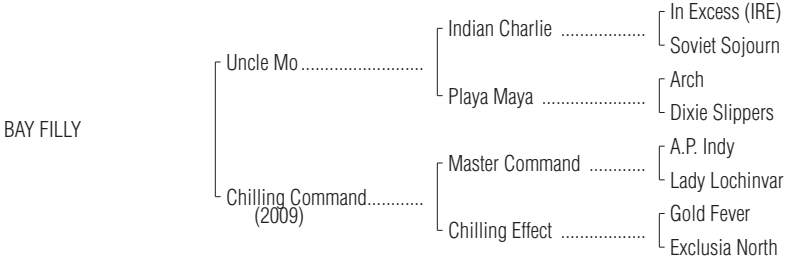 In Excess (IRE)
Indian Charlie ..................
Soviet Sojourn
Uncle Mo..........................
Arch
Playa Maya ......................
Dixie Slippers
BAY FILLY
A.P. Indy
Master Command ............
Lady Lochinvar
Chilling Command............
(2009)
Gold Fever
Chilling Effect ..................
Exclusia North